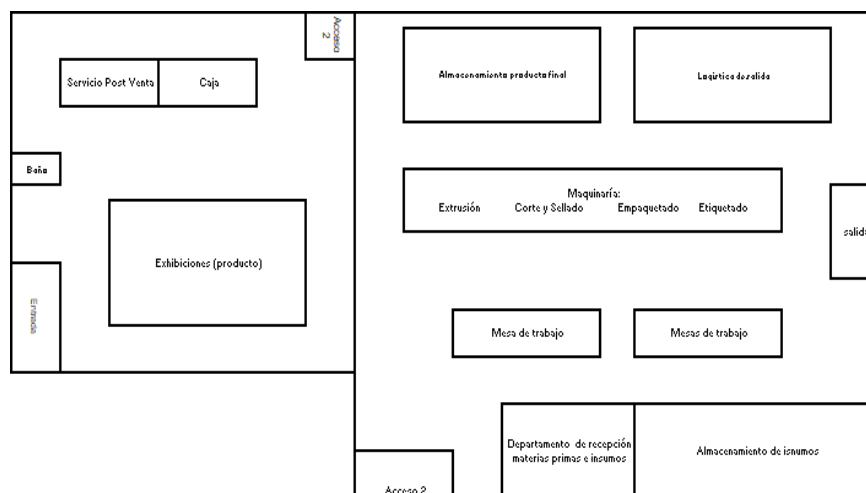 Acceso
2
Servicio Post Venta
Caja
Almacenamiento producto final
Logística de salida
Baño
Maquinaría:
Extrusión Corte y Sellado Empaquetado Etiquetado
salida
Exhibiciones (producto)
Entrada
Mesa de trabajo
Mesas de trabajo
Departamento de recepción
materias primas e insumos
Almacenamiento de isnumos
Acceso 2